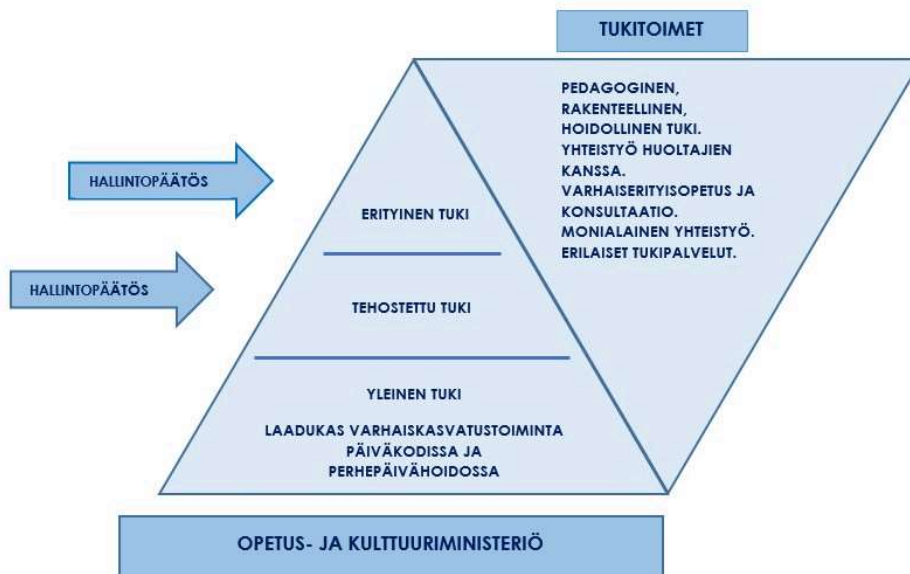 TUKITOIMET
PEDAGOGINEN,
RAKENTEELLINEN,
HOIDOLLINEN TUKI.
YHTEISTYÖ HUOLTAJIEN
KANSSA.
VARHAISERITYISOPETUS JA
KONSULTAATIO.
MONIALAINEN YHTEISTYÖ.
ERILAISET TUKIPALVELUT.
HALLINTOPÄÄTÖS
ERITYINEN TUKI
HALLINTOPÄÄTÖS
TEHOSTETTU TUKI
YLEINEN TUKI
LAADUKAS VARHAISKASVATUSTOIMINTA
PÄIVÄKODISSA JA
PERHEPÄIVÄHOIDOSSA
OPETUS- JA KULTTUURIMINISTERIÖ